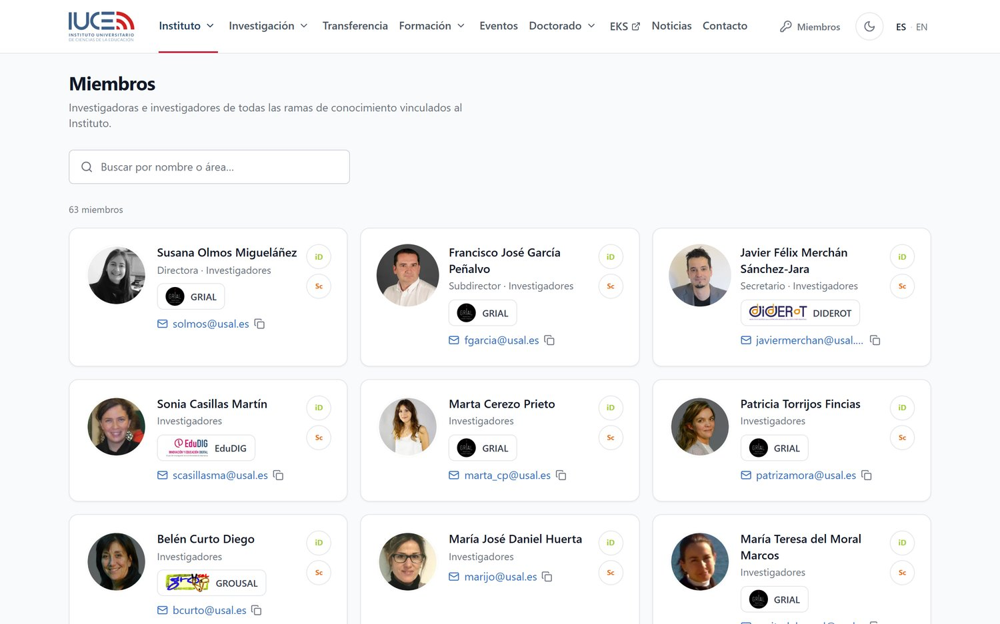 IUCE
INSTITUTO UNIVERSITARIO
DE CIENCIAS DE LA EDUCACIÓN
Instituto
Investigación
Transferencia
Formación
Eventos
Doctorado
EKS
Noticias
Contacto
Miembros
ES · EN
Miembros
Investigadoras e investigadores de todas las ramas de conocimiento vinculados al
Instituto.
Buscar por nombre o área...
63 miembros
Susana Olmos Migueláñez
Directora · Investigadores
GRIAL
GRIAL
solmos@usal.es
iD
Sc
Francisco José García
Peñalvo
Subdirector · Investigadores
GRIAL
GRIAL
fgarcia@usal.es
iD
Sc
Javier Félix Merchán
Sánchez-Jara
Secretario · Investigadores
diDEROT
DIDEROT
javiermerchan@usal....
iD
Sc
Sonia Casillas Martín
Investigadores
EduDIG
INNOVACIÓN Y EDUCACIÓN DIGITAL
EduDIG
scasillasma@usal.es
iD
Sc
Marta Cerezo Prieto
Investigadores
GRIAL
GRIAL
marta_cp@usal.es
iD
Sc
Patricia Torrijos Fincias
Investigadores
GRIAL
GRIAL
patrizamora@usal.es
iD
Sc
Belén Curto Diego
Investigadores
GROUSAL
bcurto@usal.es
iD
Sc
María José Daniel Huerta
Investigadores
marijo@usal.es
iD
Sc
María Teresa del Moral
Marcos
Investigadores
GRIAL
GRIAL
iD
Sc